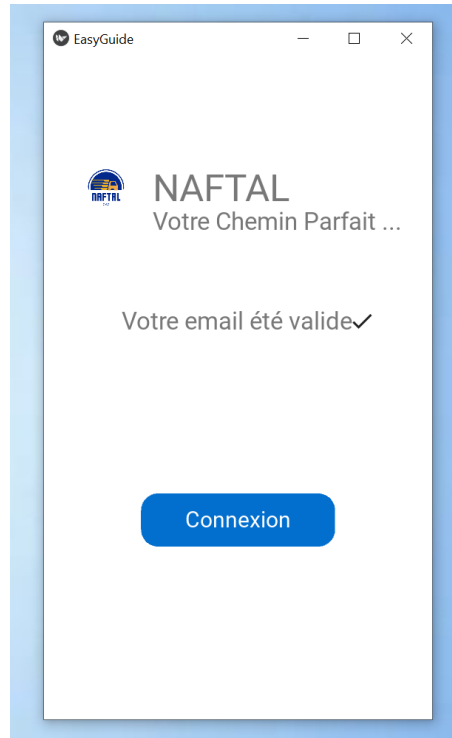 EasyGuide
NAFTAL
NAFTAL
Votre Chemin Parfait ...
Votre email été valide
Connexion